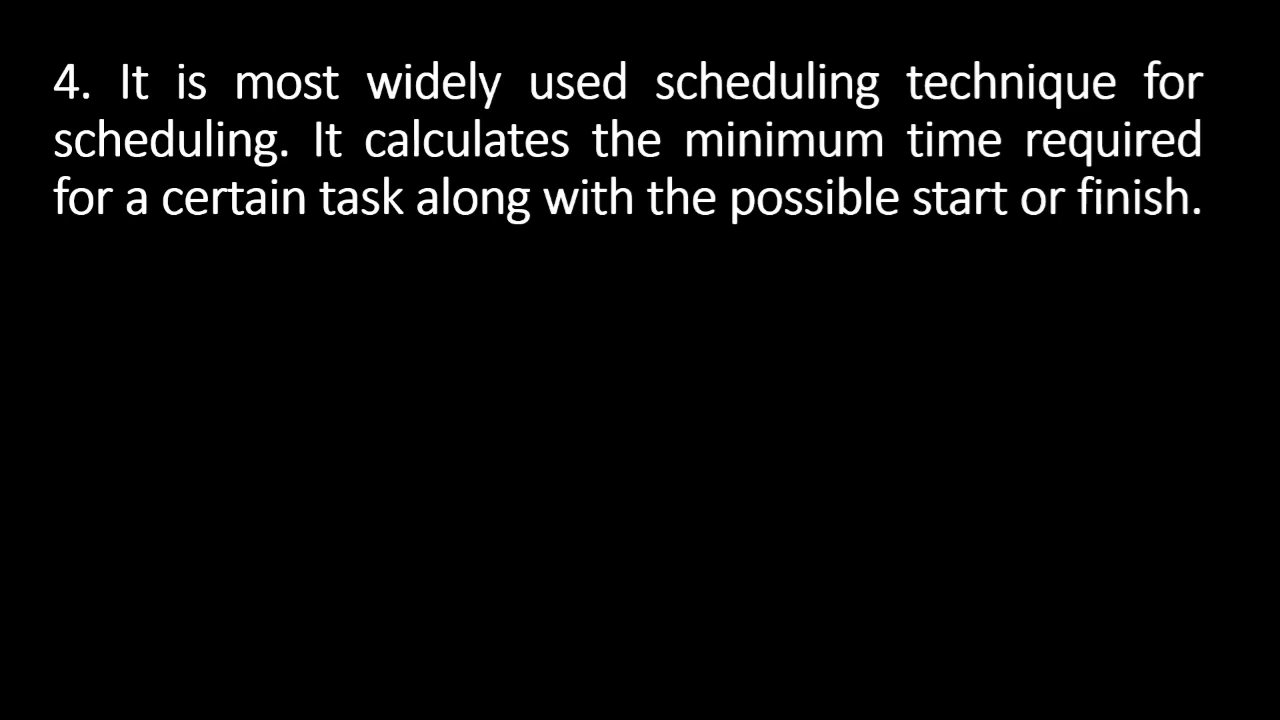 4. It is most widely used scheduling technique for
scheduling. It calculates the minimum time required
for a certain task along with the possible start or finish.